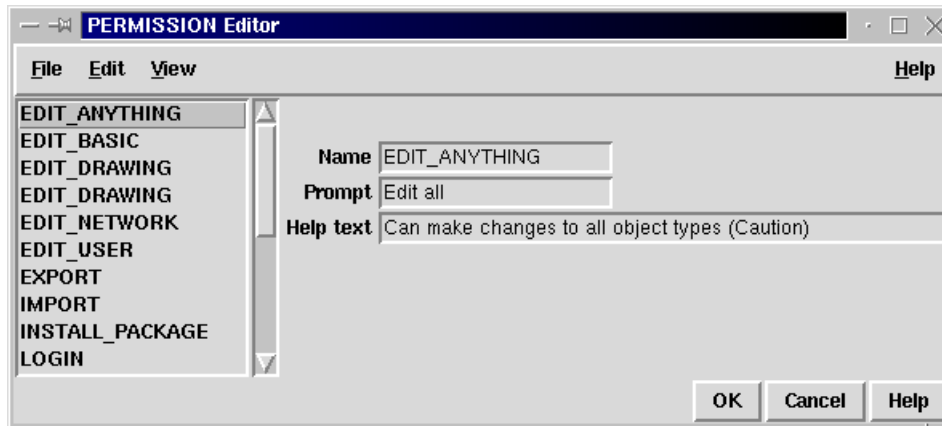 PERMISSION Editor
File Edit View Help
EDIT_ANYTHING
EDIT_BASIC
EDIT_DRAWING
EDIT_DRAWING
EDIT_NETWORK
EDIT_USER
EXPORT
IMPORT
INSTALL_PACKAGE
LOGIN
Name EDIT_ANYTHING
Prompt Edit all
Help text Can make changes to all object types (Caution)
OK Cancel Help